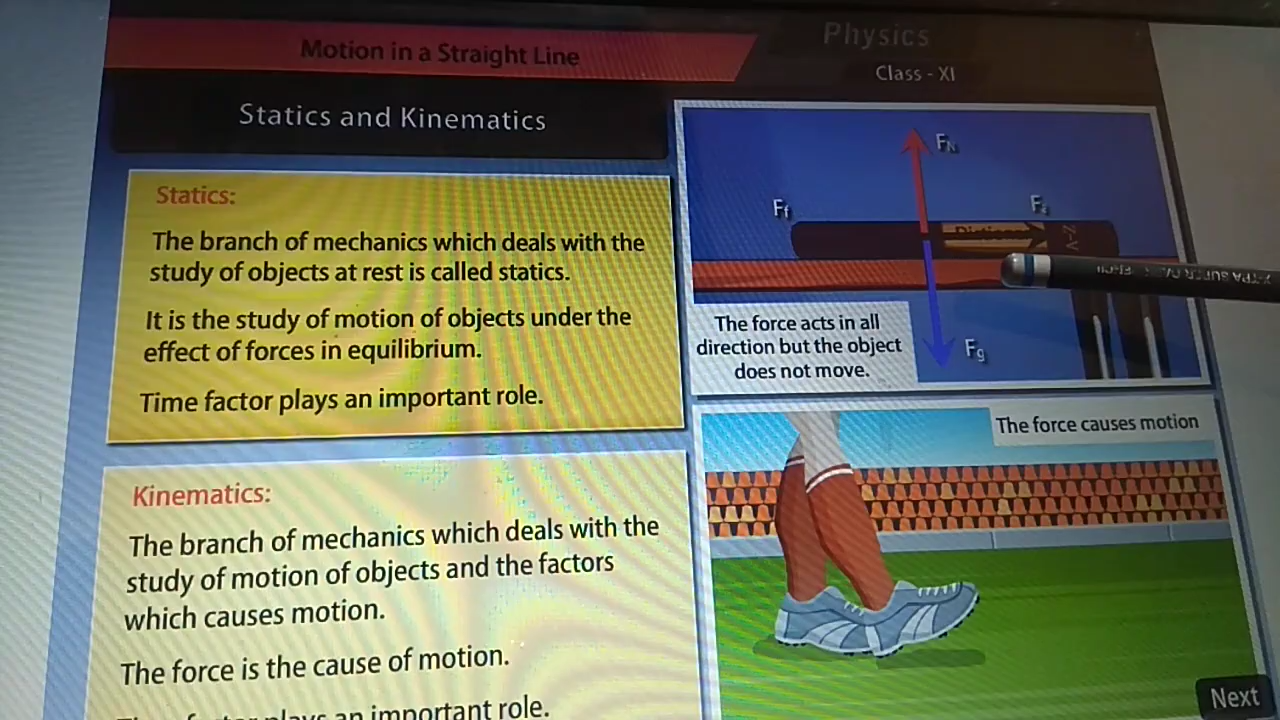 Motion in a Straight Line
Physics
Class - XI
Statics and Kinematics
Statics:
The branch of mechanics which deals with the
study of objects at rest is called statics.
It is the study of motion of objects under the
effect of forces in equilibrium.
Time factor plays an important role.
Kinematics:
The branch of mechanics which deals with the
study of motion of objects and the factors
which causes motion.
The force is the cause of motion.
factor plays an important role.
FN
Ff
Z-V
Fg
The force acts in all
direction but the object
does not move.
The force causes motion
Next